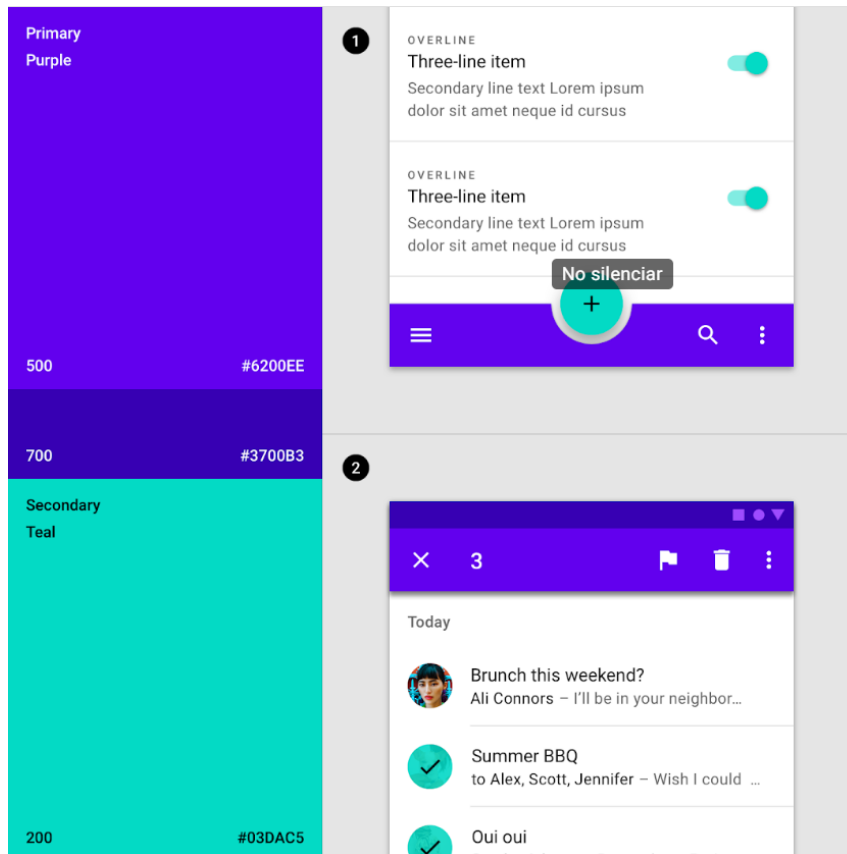 Primary
Purple
500 #6200EE
700 #3700B3
Secondary
Teal
200 #03DAC5
1
OVERLINE
Three-line item
Secondary line text Lorem ipsum
dolor sit amet neque id cursus
OVERLINE
Three-line item
Secondary line text Lorem ipsum
dolor sit amet neque id cursus
No silenciar
2
3
Today
Brunch this weekend?
Ali Connors – I'll be in your neighbor…
Summer BBQ
to Alex, Scott, Jennifer – Wish I could …
Oui oui